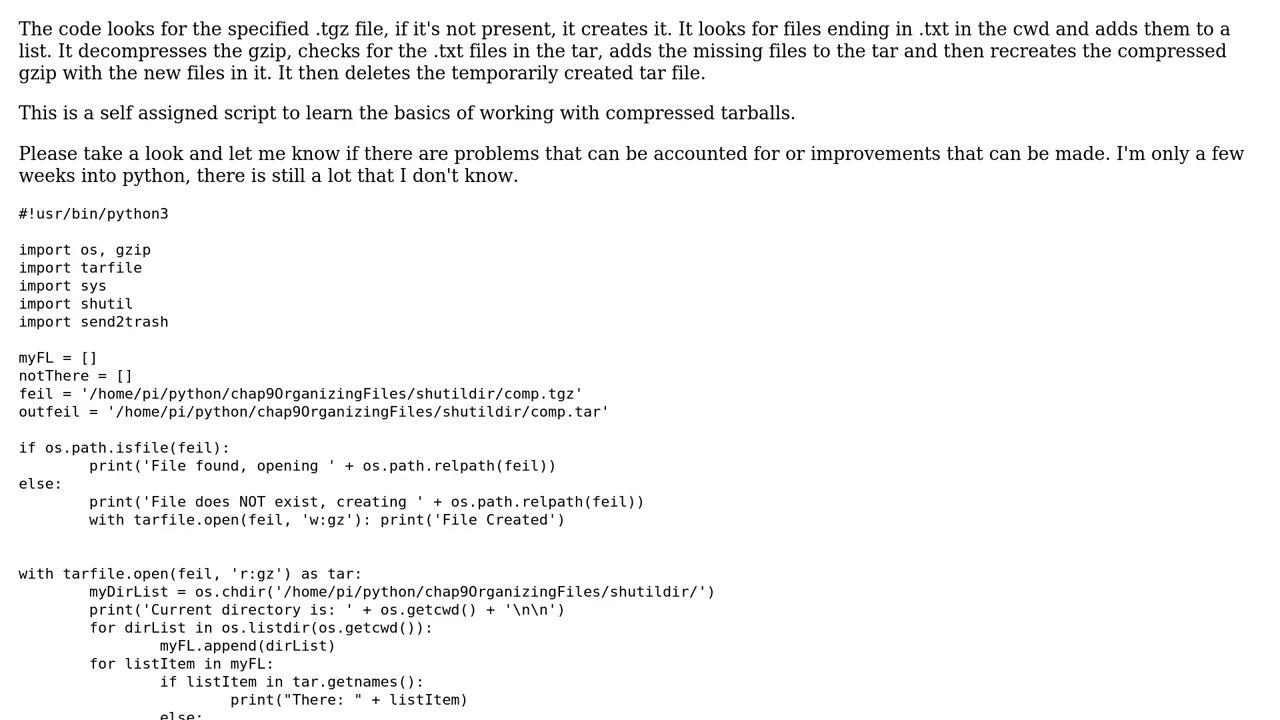 The code looks for the specified .tgz file, if it's not present, it creates it. It looks for files ending in .txt in the cwd and adds them to a
list. It decompresses the gzip, checks for the .txt files in the tar, adds the missing files to the tar and then recreates the compressed
gzip with the new files in it. It then deletes the temporarily created tar file.
This is a self assigned script to learn the basics of working with compressed tarballs.
Please take a look and let me know if there are problems that can be accounted for or improvements that can be made. I'm only a few
weeks into python, there is still a lot that I don't know.
#!usr/bin/python3
import os, gzip
import tarfile
import sys
import shutil
import send2trash
myFL = []
notThere = []
feil = '/home/pi/python/chap9OrganizingFiles/shutildir/comp.tgz'
outfeil = '/home/pi/python/chap9OrganizingFiles/shutildir/comp.tar'
if os.path.isfile(feil):
        print('File found, opening ' + os.path.relpath(feil))
else:
        print('File does NOT exist, creating ' + os.path.relpath(feil))
        with tarfile.open(feil, 'w:gz'): print('File Created')
with tarfile.open(feil, 'r:gz') as tar:
        myDirList = os.chdir('/home/pi/python/chap9OrganizingFiles/shutildir/')
        print('Current directory is: ' + os.getcwd() + '\n\n')
        for dirList in os.listdir(os.getcwd()):
                myFL.append(dirList)
        for listItem in myFL:
                if listItem in tar.getnames():
                        print("There: " + listItem)
                else: